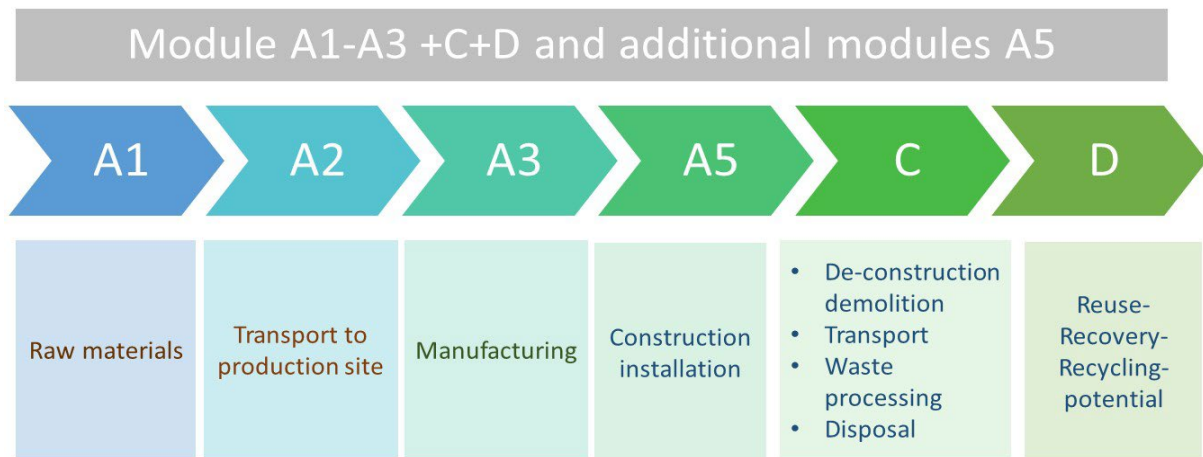 Module A1-A3 +C+D and additional modules A5
A1
A2
A3
A5
C
D
Raw materials
Transport to
production site
Manufacturing
Construction
installation
• De-construction
demolition
• Transport
• Waste
processing
• Disposal
Reuse-
Recovery-
Recycling-
potential